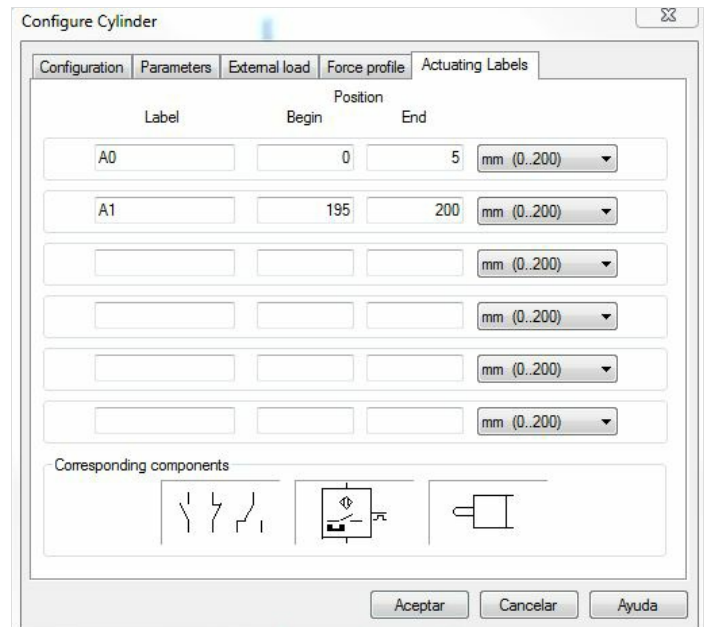 Configure Cylinder
Configuration Parameters External load Force profile Actuating Labels
Position
Label Begin End
A0 0 5 mm (0..200)
A1 195 200 mm (0..200)
mm (0..200)
mm (0..200)
mm (0..200)
mm (0..200)
Corresponding components
Aceptar Cancelar Ayuda